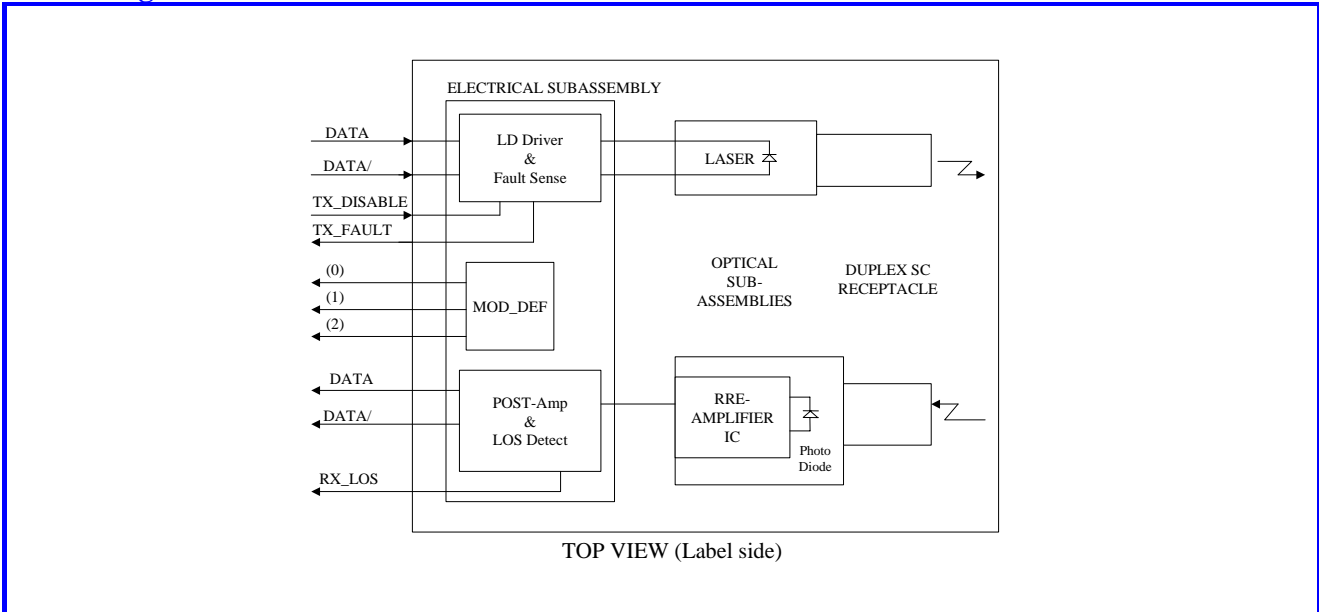 ELECTRICAL SUBASSEMBLY
DATA
DATA/
TX_DISABLE
TX_FAULT
LD Driver
&
Fault Sense
LASER
(0)
(1)
(2)
MOD_DEF
OPTICAL
SUB-
ASSEMBLIES
DUPLEX SC
RECEPTACLE
DATA
DATA/
RX_LOS
POST-Amp
&
LOS Detect
RRE-
AMPLIFIER
IC
Photo
Diode
TOP VIEW (Label side)